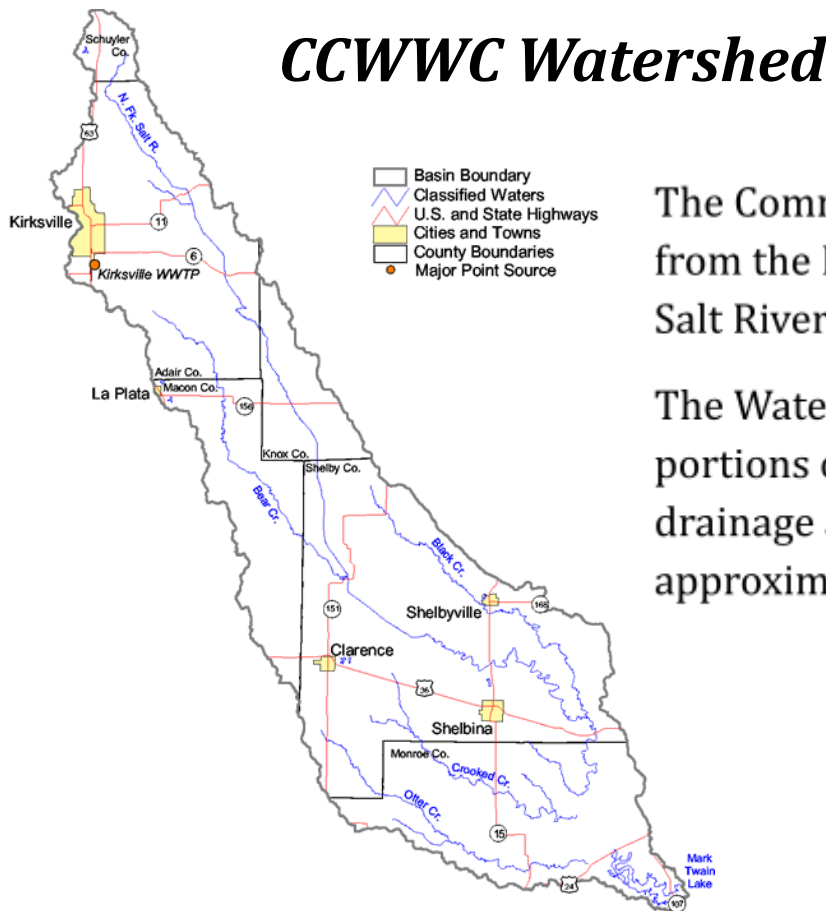 CCWWC Watershed
Schuyler
Co.
N. Fk. Salt R.
63
Basin Boundary
Classified Waters
U.S. and State Highways
Cities and Towns
County Boundaries
Major Point Source
Kirksville
11
6
Kirksville WWTP
Adair Co.
Macon Co.
La Plata
156
Knox Co.
Shelby Co.
Bear Cr.
Black Cr.
Shelbyville
168
151
Clarence
36
Shelbina
Monroe Co.
Crooked Cr.
Otter Cr.
15
24
Mark
Twain
Lake
107
The Comm
from the
Salt River
The Wate
portions
drainage
approxim